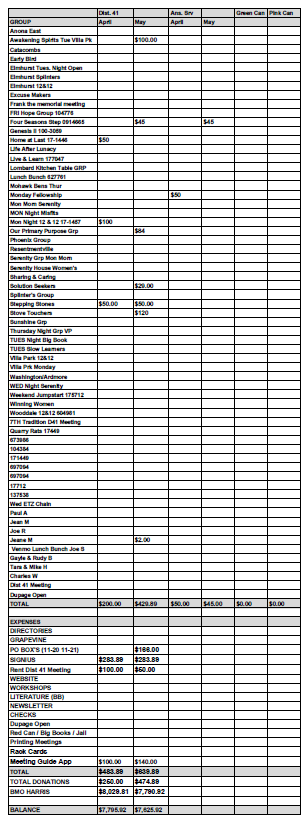 Dist. 41 Ans. Srv Green Can Pink Can
GROUP April May April May
Anona East
Awakening Spirits Tue Villa Pk $100.00
Catacombs
Early Bird
Elmhurst Tues. Night Open
Elmhurst Splinters
Elmhurst 12&12
Excuse Makers
Frank the memorial meeting
FRI Hope Group 104776
Four Seasons Step 0914665 $45 $45
Genesis II 100-3089
Home at Last 17-1446 $50
Life After Lunacy
Live & Learn 177047
Lombard Kitchen Table GRP
Lunch Bunch 627761
Mohawk Bens Thur
Monday Fellowship $50
Mon Mom Serenity
MON Night Misfits
Mon Night 12 & 12 17-1467 $100
Our Primary Purpose Grp $84
Phoenix Group
Resentmentville
Serenity Grp Mon Morn
Serenity House Women's
Sharing & Caring
Solution Seekers $29.00
Splinter's Group
Stepping Stones $50.00 $50.00
Stove Touchers $120
Sunshine Grp
Thursday Night Grp VP
TUES Night Big Book
TUES Slow Learners
Villa Park 12&12
Villa Prk Monday
Washington/Ardmore
WED Night Serenity
Weekend Jumpstart 175712
Winning Women
Wooddale 12&12 604981
7TH Tradition D41 Meeting
Quarry Rats 17449
673986
104384
171449
697094
697094
17712
137538
Wed ETZ Chain
Paul A
Jean M
Joe R
Jeane M $2.00
Venmo Lunch Bunch Joe S
Gayle & Rudy B
Tara & Mike H
Charles W
Dist 41 Meeting
Dupage Open
TOTAL $200.00 $429.89 $50.00 $45.00 $0.00 $0.00
EXPENSES
DIRECTORIES
GRAPEVINE
PO BOX'S (11-20 11-21) $166.00
SIGNIUS $283.89 $283.89
Rent Dist 41 Meeting $100.00 $50.00
WEBSITE
WORKSHOPS
LITERATURE (BB)
NEWSLETTER
CHECKS
Dupage Open
Red Can / Big Books / Jail
Printing Meetings
Rack Cards
Meeting Guide App $100.00 $140.00
TOTAL $483.89 $639.89
TOTAL DONATIONS $250.00 $474.89
BMO HARRIS $8,029.81 $7,790.92
BALANCE $7,795.92 $7,625.92